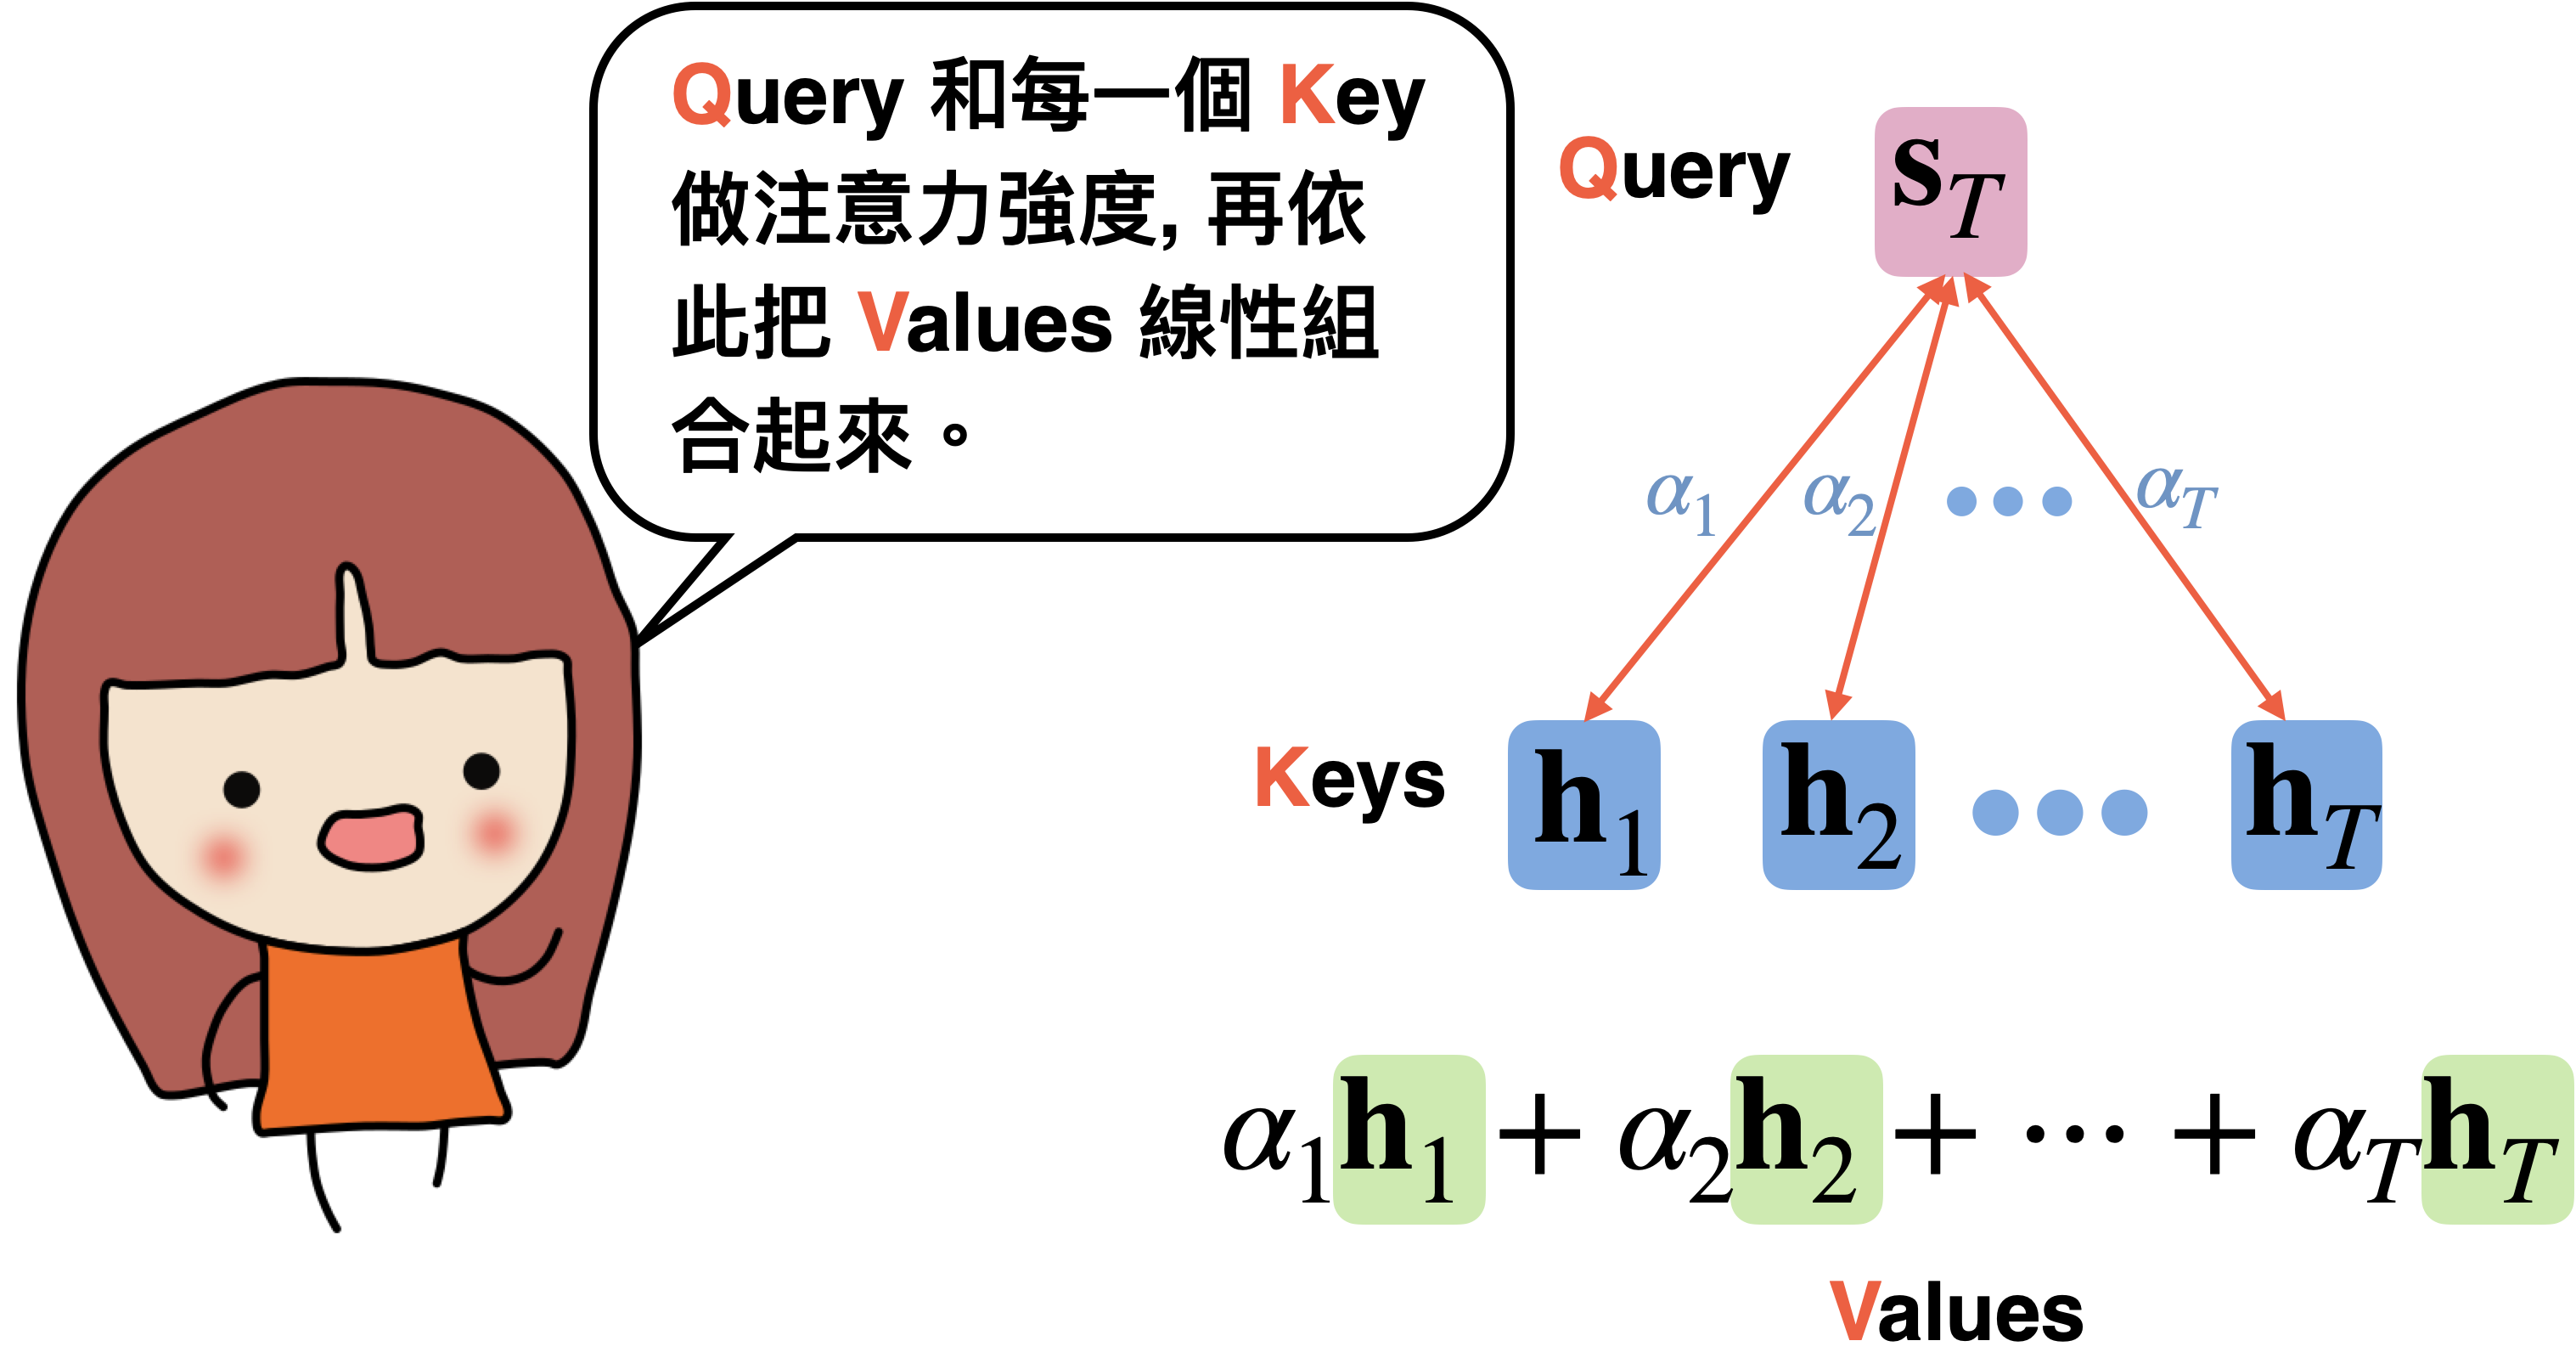 Query 和每一個 Key
做注意力強度, 再依
此把 Values 線性組
合起來。
Query
s_T
α_1 α_2 ••• α_T
Keys
h_1 h_2 ••• h_T
α_1h_1 + α_2h_2 + ⋯ + α_Th_T
Values